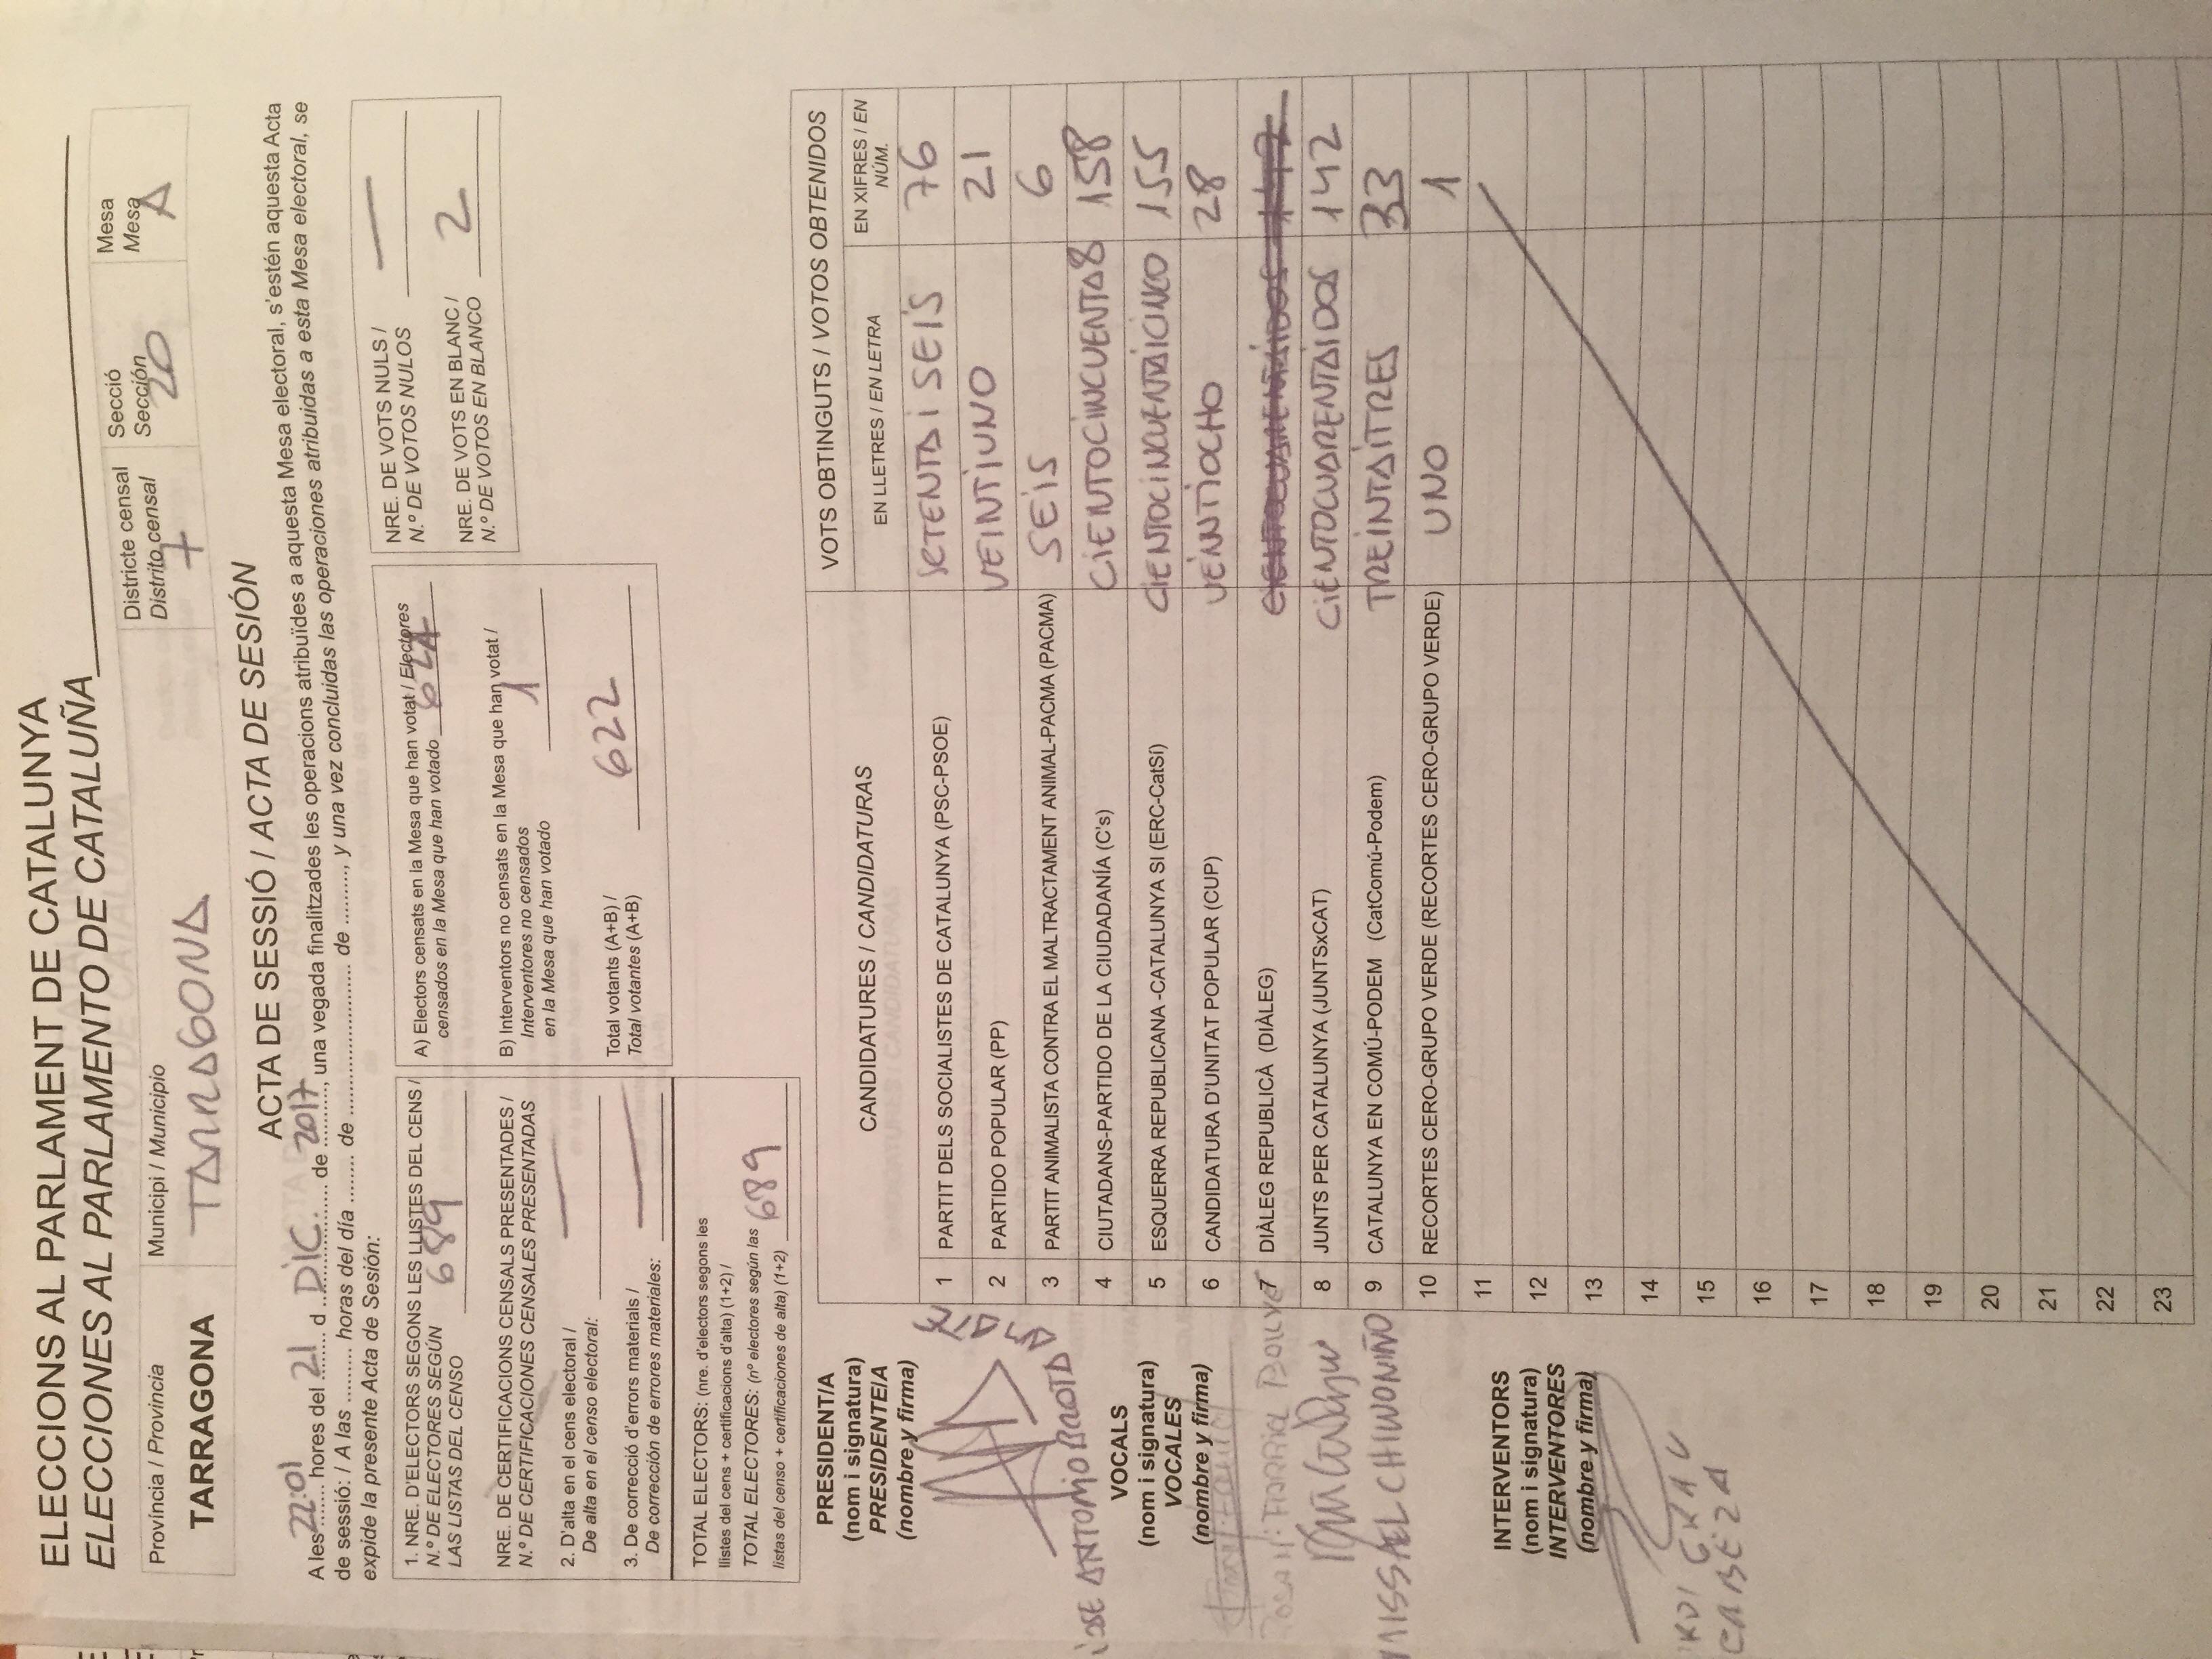 ELECCIONS AL PARLAMENT DE CATALUNYA
ELECCIONES AL PARLAMENTO DE CATALUÑA
Província / Provincia
TARRAGONA
Municipi / Municipio
TARRAGONA
Districte censal
Distrito censal
7
Secció
Sección
20
Mesa
Mesa
A
ACTA DE SESSIÓ / ACTA DE SESIÓN
A les 22:01 hores del 21 d DIC. de 2017, una vegada finalitzades les operacions atribuïdes a aquesta Mesa electoral, s'estén aquesta Acta
de sessió: / A las ......... horas del día ........ de .......................... de ........., y una vez concluidas las operaciones atribuidas a esta Mesa electoral, se
expide la presente Acta de Sesión:
1. NRE. D'ELECTORS SEGONS LES LLISTES DEL CENS /
N.º DE ELECTORES SEGÚN
LAS LISTAS DEL CENSO 689
NRE. DE CERTIFICACIONS CENSALS PRESENTADES /
N.º DE CERTIFICACIONES CENSALES PRESENTADAS
2. D'alta en el cens electoral /
De alta en el censo electoral: —
3. De correcció d'errors materials /
De corrección de errores materiales: —
TOTAL ELECTORS: (nre. d'electors segons les
llistes del cens + certificacions d'alta) (1+2) /
TOTAL ELECTORES: (nº electores según las
listas del censo + certificaciones de alta) (1+2) 689
A) Electors censats en la Mesa que han votat / Electores
censados en la Mesa que han votado 621
B) Interventors no censats en la Mesa que han votat /
Interventores no censados
en la Mesa que han votado 1
Total votants (A+B) /
Total votantes (A+B) 622
NRE. DE VOTS NULS /
N.º DE VOTOS NULOS —
NRE. DE VOTS EN BLANC /
N.º DE VOTOS EN BLANCO 2
PRESIDENT/A
(nom i signatura)
PRESIDENTE/A
(nombre y firma)
JOSE ANTONIO BROTO
VOCALS
(nom i signatura)
VOCALES
(nombre y firma)
MISSAEL CHIWO NIÑO
INTERVENTORS
(nom i signatura)
INTERVENTORES
(nombre y firma)
GRAU
CABEZA
CANDIDATURES / CANDIDATURAS
VOTS OBTINGUTS / VOTOS OBTENIDOS
EN LLETRES / EN LETRA
EN XIFRES / EN
NÚM.
1 PARTIT DELS SOCIALISTES DE CATALUNYA (PSC-PSOE) SETENTA i SEIS 76
2 PARTIDO POPULAR (PP) VEINTIUNO 21
3 PARTIT ANIMALISTA CONTRA EL MALTRACTAMENT ANIMAL-PACMA (PACMA) SEIS 6
4 CIUTADANS-PARTIDO DE LA CIUDADANÍA (C's) CIENTOCINCUENTA8 158
5 ESQUERRA REPUBLICANA -CATALUNYA SI (ERC-CatSí) CIENTOCINCUENTAICINCO 155
6 CANDIDATURA D'UNITAT POPULAR (CUP) VEINNTIOCHO 28
7 DIÀLEG REPUBLICÀ (DIÀLEG) CIENTOCUARENTAIDOS 142
8 JUNTS PER CATALUNYA (JUNTSxCAT) CIENTOCUARENTAIDOS 142
9 CATALUNYA EN COMÚ-PODEM (CatComú-Podem) TREINTAITRES 33
10 RECORTES CERO-GRUPO VERDE (RECORTES CERO-GRUPO VERDE) UNO 1
11
12
13
14
15
16
17
18
19
20
21
22
23